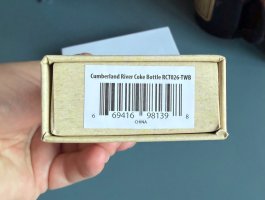 Cumberland River Coke Bottle RCT026-TWB
6 69416 98139 8
CHINA